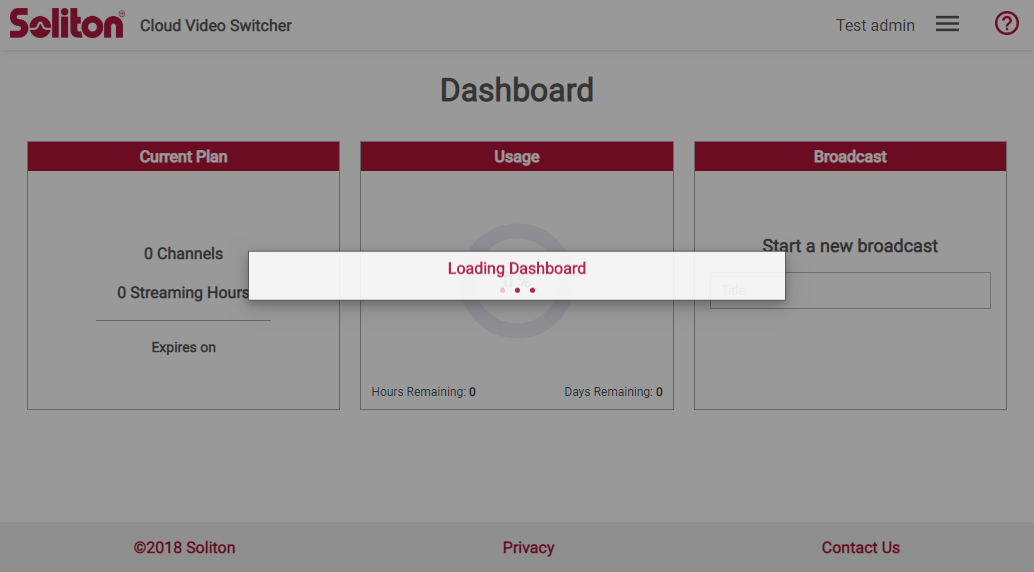 Soliton®
Cloud Video Switcher
Test admin
Dashboard
Current Plan
0 Channels
0 Streaming Hours
Expires on
Usage
Loading Dashboard
Hours Remaining: 0
Days Remaining: 0
Broadcast
Start a new broadcast
Title
©2018 Soliton
Privacy
Contact Us